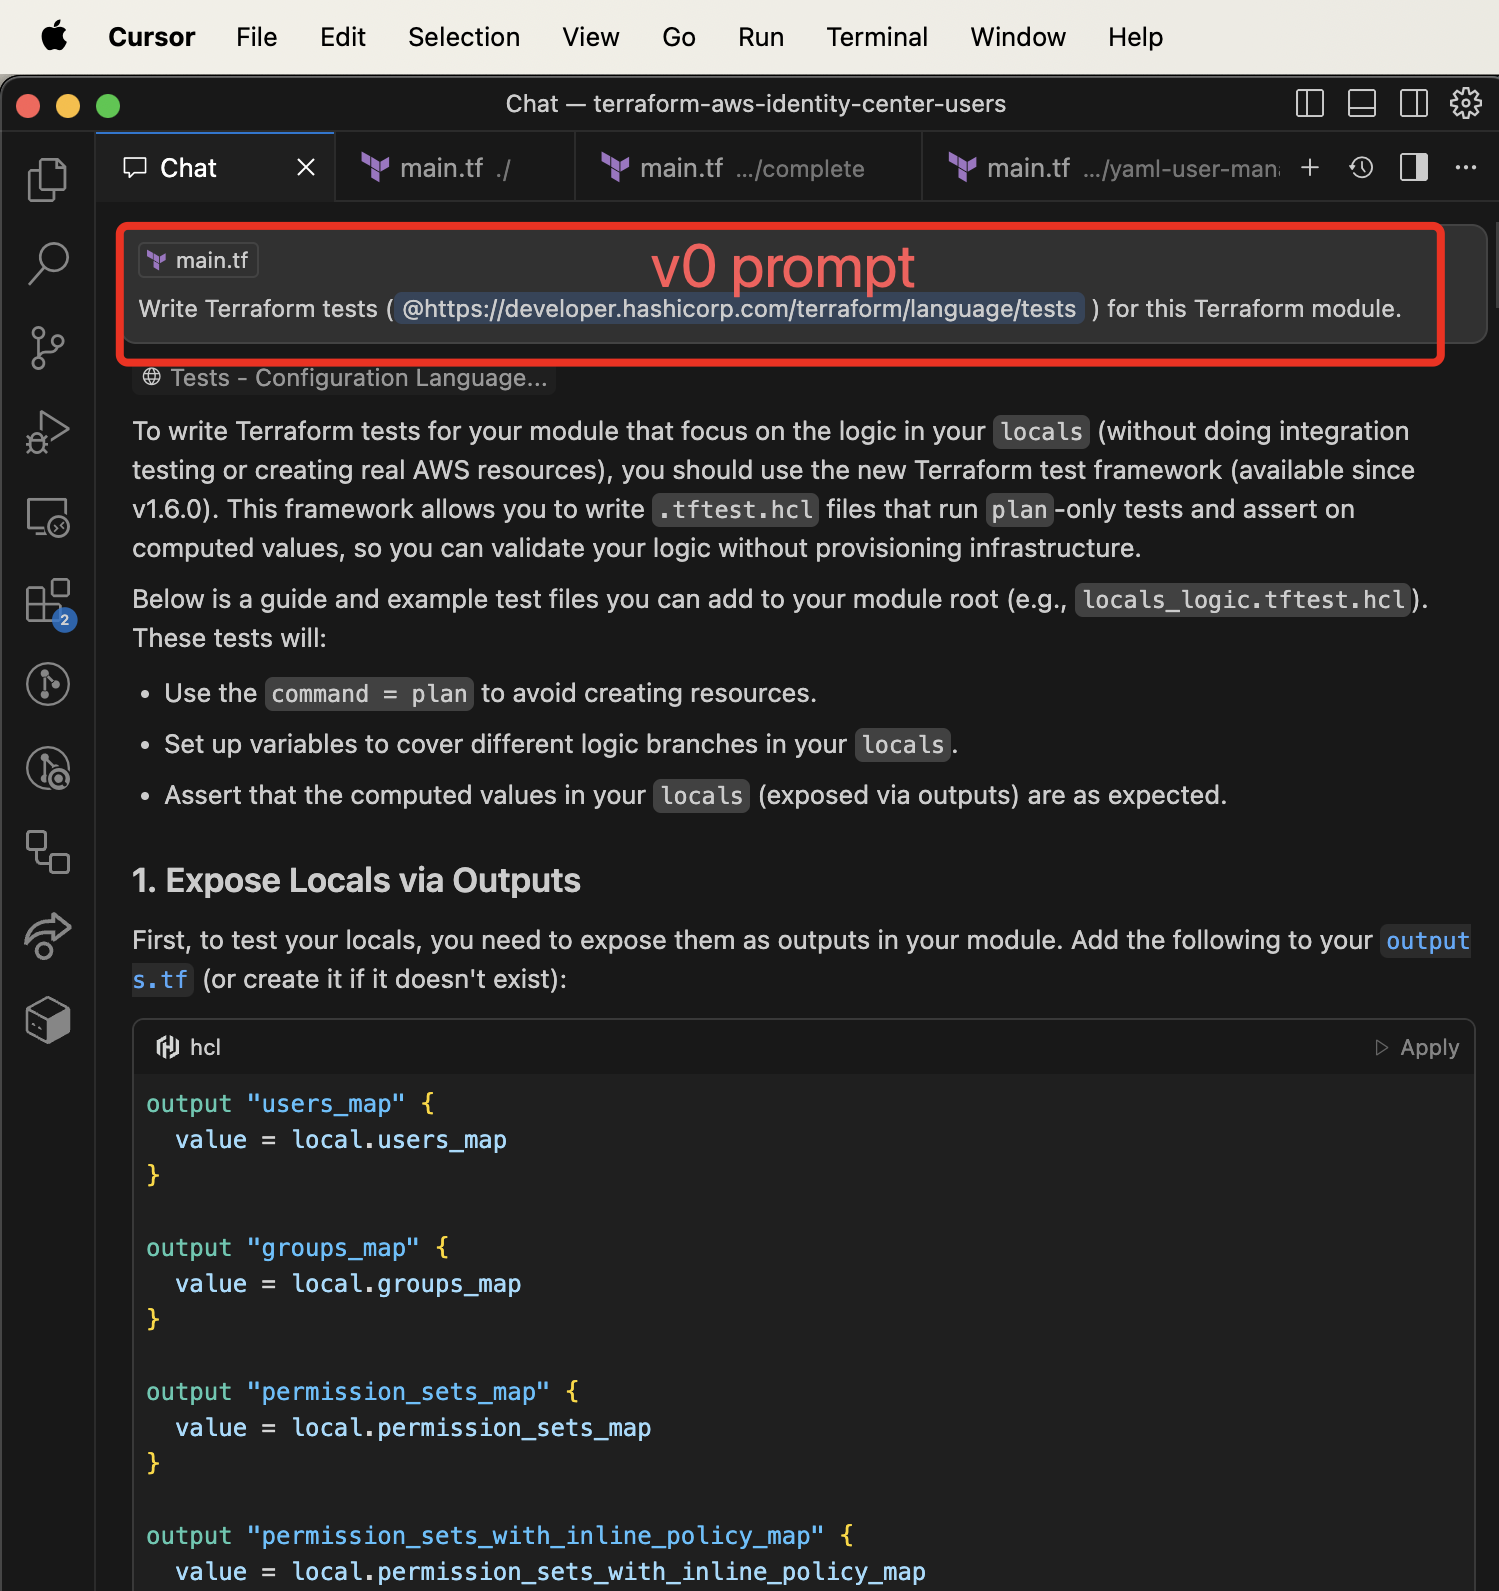 Cursor File Edit Selection View Go Run Terminal Window Help
Chat — terraform-aws-identity-center-users
Chat main.tf ./ main.tf .../complete main.tf .../yaml-user-mana
v0 prompt
main.tf
Write Terraform tests ( @https://developer.hashicorp.com/terraform/language/tests ) for this Terraform module.
Tests - Configuration Language...
To write Terraform tests for your module that focus on the logic in your locals (without doing integration
testing or creating real AWS resources), you should use the new Terraform test framework (available since
v1.6.0). This framework allows you to write .tftest.hcl files that run plan-only tests and assert on
computed values, so you can validate your logic without provisioning infrastructure.
Below is a guide and example test files you can add to your module root (e.g., locals_logic.tftest.hcl).
These tests will:
• Use the command = plan to avoid creating resources.
• Set up variables to cover different logic branches in your locals.
• Assert that the computed values in your locals (exposed via outputs) are as expected.
2
1. Expose Locals via Outputs
First, to test your locals, you need to expose them as outputs in your module. Add the following to your output
s.tf (or create it if it doesn't exist):
hcl Apply
output "users_map" {
  value = local.users_map
}
output "groups_map" {
  value = local.groups_map
}
output "permission_sets_map" {
  value = local.permission_sets_map
}
output "permission_sets_with_inline_policy_map" {
  value = local.permission_sets_with_inline_policy_map